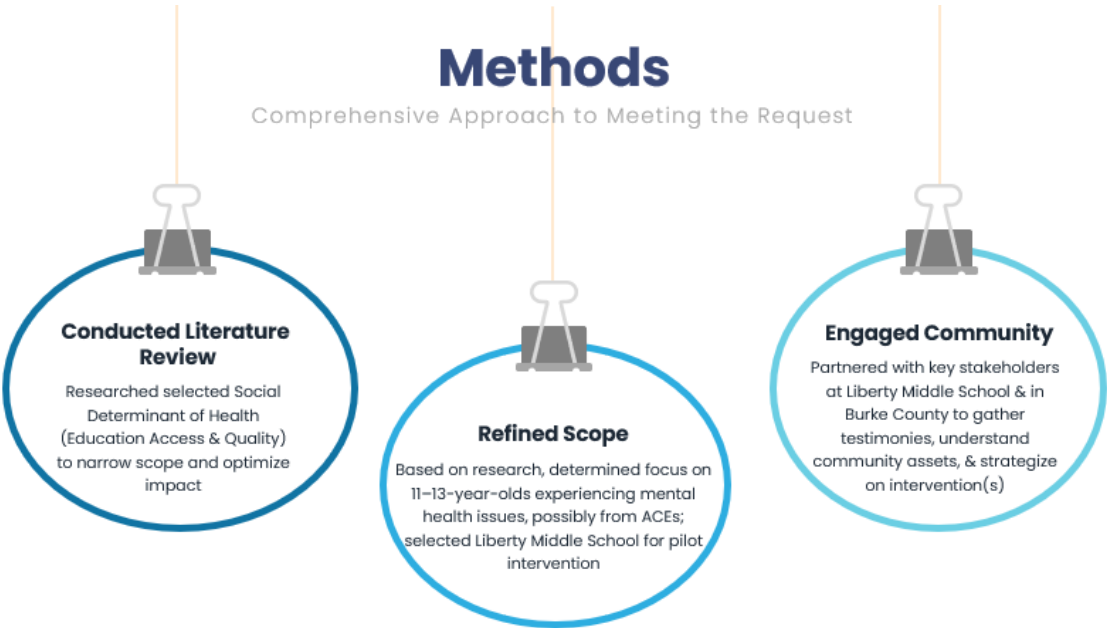 Methods
Comprehensive Approach to Meeting the Request
Conducted Literature
Review
Researched selected Social
Determinant of Health
(Education Access & Quality)
to narrow scope and optimize
impact
Refined Scope
Based on research, determined focus on
11–13-year-olds experiencing mental
health issues, possibly from ACEs;
selected Liberty Middle School for pilot
intervention
Engaged Community
Partnered with key stakeholders
at Liberty Middle School & in
Burke County to gather
testimonies, understand
community assets, & strategize
on intervention(s)